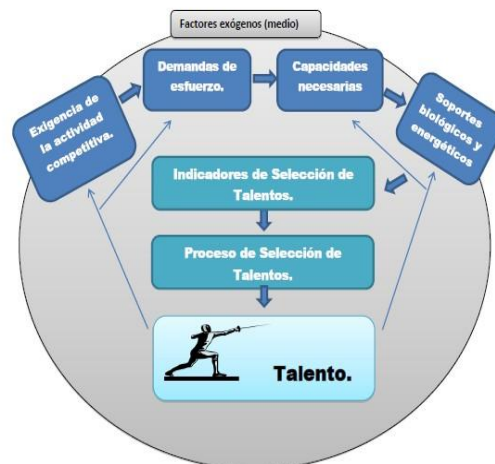 Factores exógenos (medio)
Demandas de
esfuerzo.
Capacidades
necesarias
Exigencia de
la actividad
competitiva.
Soportes
biológicos y
energéticos
Indicadores de Selección de
Talentos.
Proceso de Selección de
Talentos.
Talento.